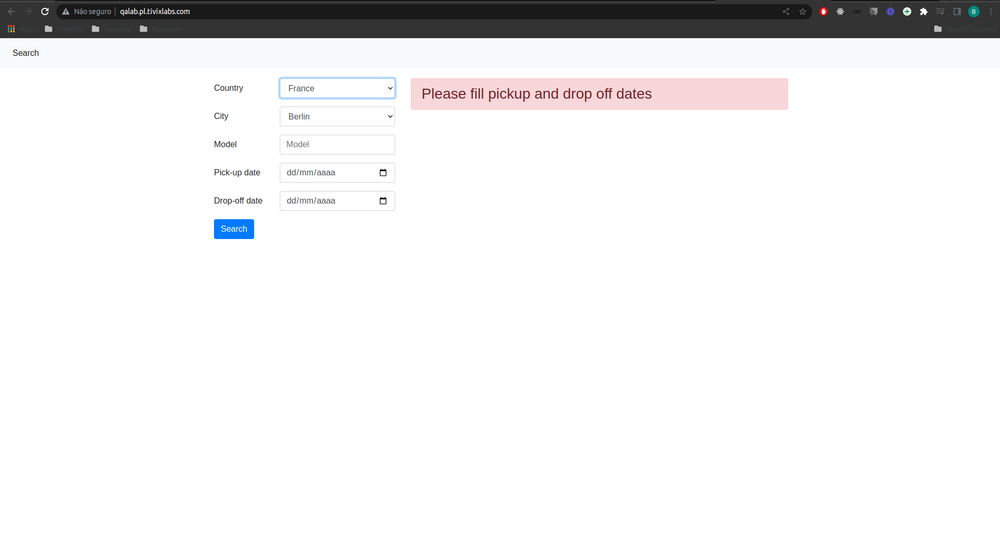 Não seguro qalab.pl.tivixlabs.com
B
Apps Projetos Farmácia Ribercred Outros favoritos
Search
Country France
Please fill pickup and drop off dates
City Berlin
Model Model
Pick-up date dd/mm/aaaa
Drop-off date dd/mm/aaaa
Search